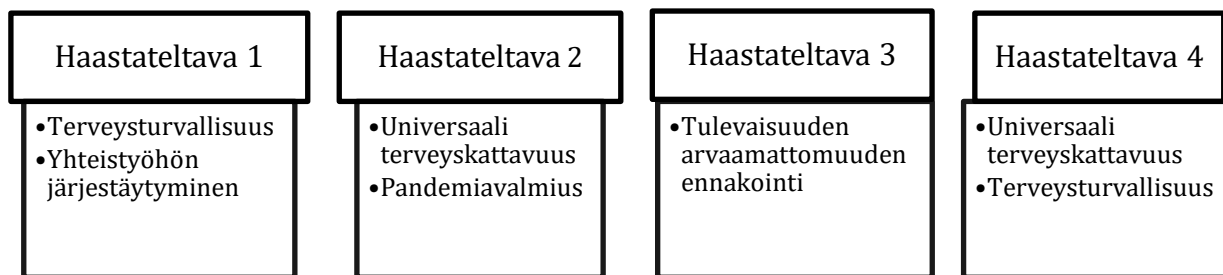 Haastateltava 1
•Terveysturvallisuus
•Yhteistyöhön
järjestäytyminen
Haastateltava 2
•Universaali
terveyskattavuus
•Pandemiavalmius
Haastateltava 3
•Tulevaisuuden
arvaamattomuuden
ennakointi
Haastateltava 4
•Universaali
terveyskattavuus
•Terveysturvallisuus